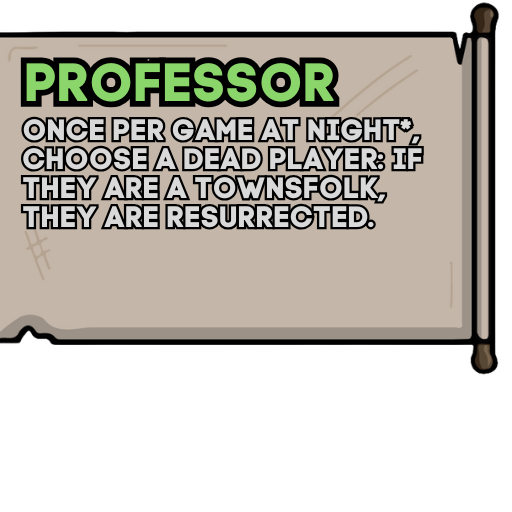 PROFESSOR
ONCE PER GAME AT NIGHT*,
CHOOSE A DEAD PLAYER: IF
THEY ARE A TOWNSFOLK,
THEY ARE RESURRECTED.